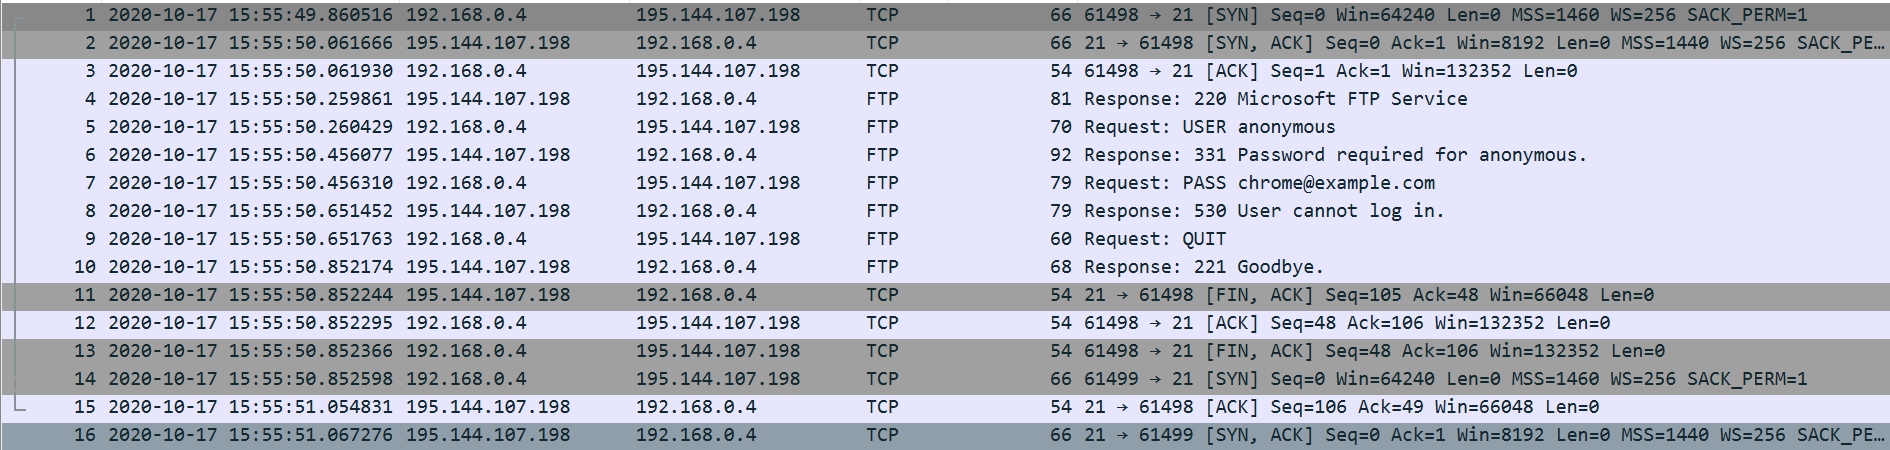 1 2020-10-17 15:55:49.860516 192.168.0.4 195.144.107.198 TCP 66 61498 → 21 [SYN] Seq=0 Win=64240 Len=0 MSS=1460 WS=256 SACK_PERM=1
2 2020-10-17 15:55:50.061666 195.144.107.198 192.168.0.4 TCP 66 21 → 61498 [SYN, ACK] Seq=0 Ack=1 Win=8192 Len=0 MSS=1440 WS=256 SACK_PE…
3 2020-10-17 15:55:50.061930 192.168.0.4 195.144.107.198 TCP 54 61498 → 21 [ACK] Seq=1 Ack=1 Win=132352 Len=0
4 2020-10-17 15:55:50.259861 195.144.107.198 192.168.0.4 FTP 81 Response: 220 Microsoft FTP Service
5 2020-10-17 15:55:50.260429 192.168.0.4 195.144.107.198 FTP 70 Request: USER anonymous
6 2020-10-17 15:55:50.456077 195.144.107.198 192.168.0.4 FTP 92 Response: 331 Password required for anonymous.
7 2020-10-17 15:55:50.456310 192.168.0.4 195.144.107.198 FTP 79 Request: PASS chrome@example.com
8 2020-10-17 15:55:50.651452 195.144.107.198 192.168.0.4 FTP 79 Response: 530 User cannot log in.
9 2020-10-17 15:55:50.651763 192.168.0.4 195.144.107.198 FTP 60 Request: QUIT
10 2020-10-17 15:55:50.852174 195.144.107.198 192.168.0.4 FTP 68 Response: 221 Goodbye.
11 2020-10-17 15:55:50.852244 195.144.107.198 192.168.0.4 TCP 54 21 → 61498 [FIN, ACK] Seq=105 Ack=48 Win=66048 Len=0
12 2020-10-17 15:55:50.852295 192.168.0.4 195.144.107.198 TCP 54 61498 → 21 [ACK] Seq=48 Ack=106 Win=132352 Len=0
13 2020-10-17 15:55:50.852366 192.168.0.4 195.144.107.198 TCP 54 61498 → 21 [FIN, ACK] Seq=48 Ack=106 Win=132352 Len=0
14 2020-10-17 15:55:50.852598 192.168.0.4 195.144.107.198 TCP 66 61499 → 21 [SYN] Seq=0 Win=64240 Len=0 MSS=1460 WS=256 SACK_PERM=1
15 2020-10-17 15:55:51.054831 195.144.107.198 192.168.0.4 TCP 54 21 → 61498 [ACK] Seq=106 Ack=49 Win=66048 Len=0
16 2020-10-17 15:55:51.067276 195.144.107.198 192.168.0.4 TCP 66 21 → 61499 [SYN, ACK] Seq=0 Ack=1 Win=8192 Len=0 MSS=1440 WS=256 SACK_PE…